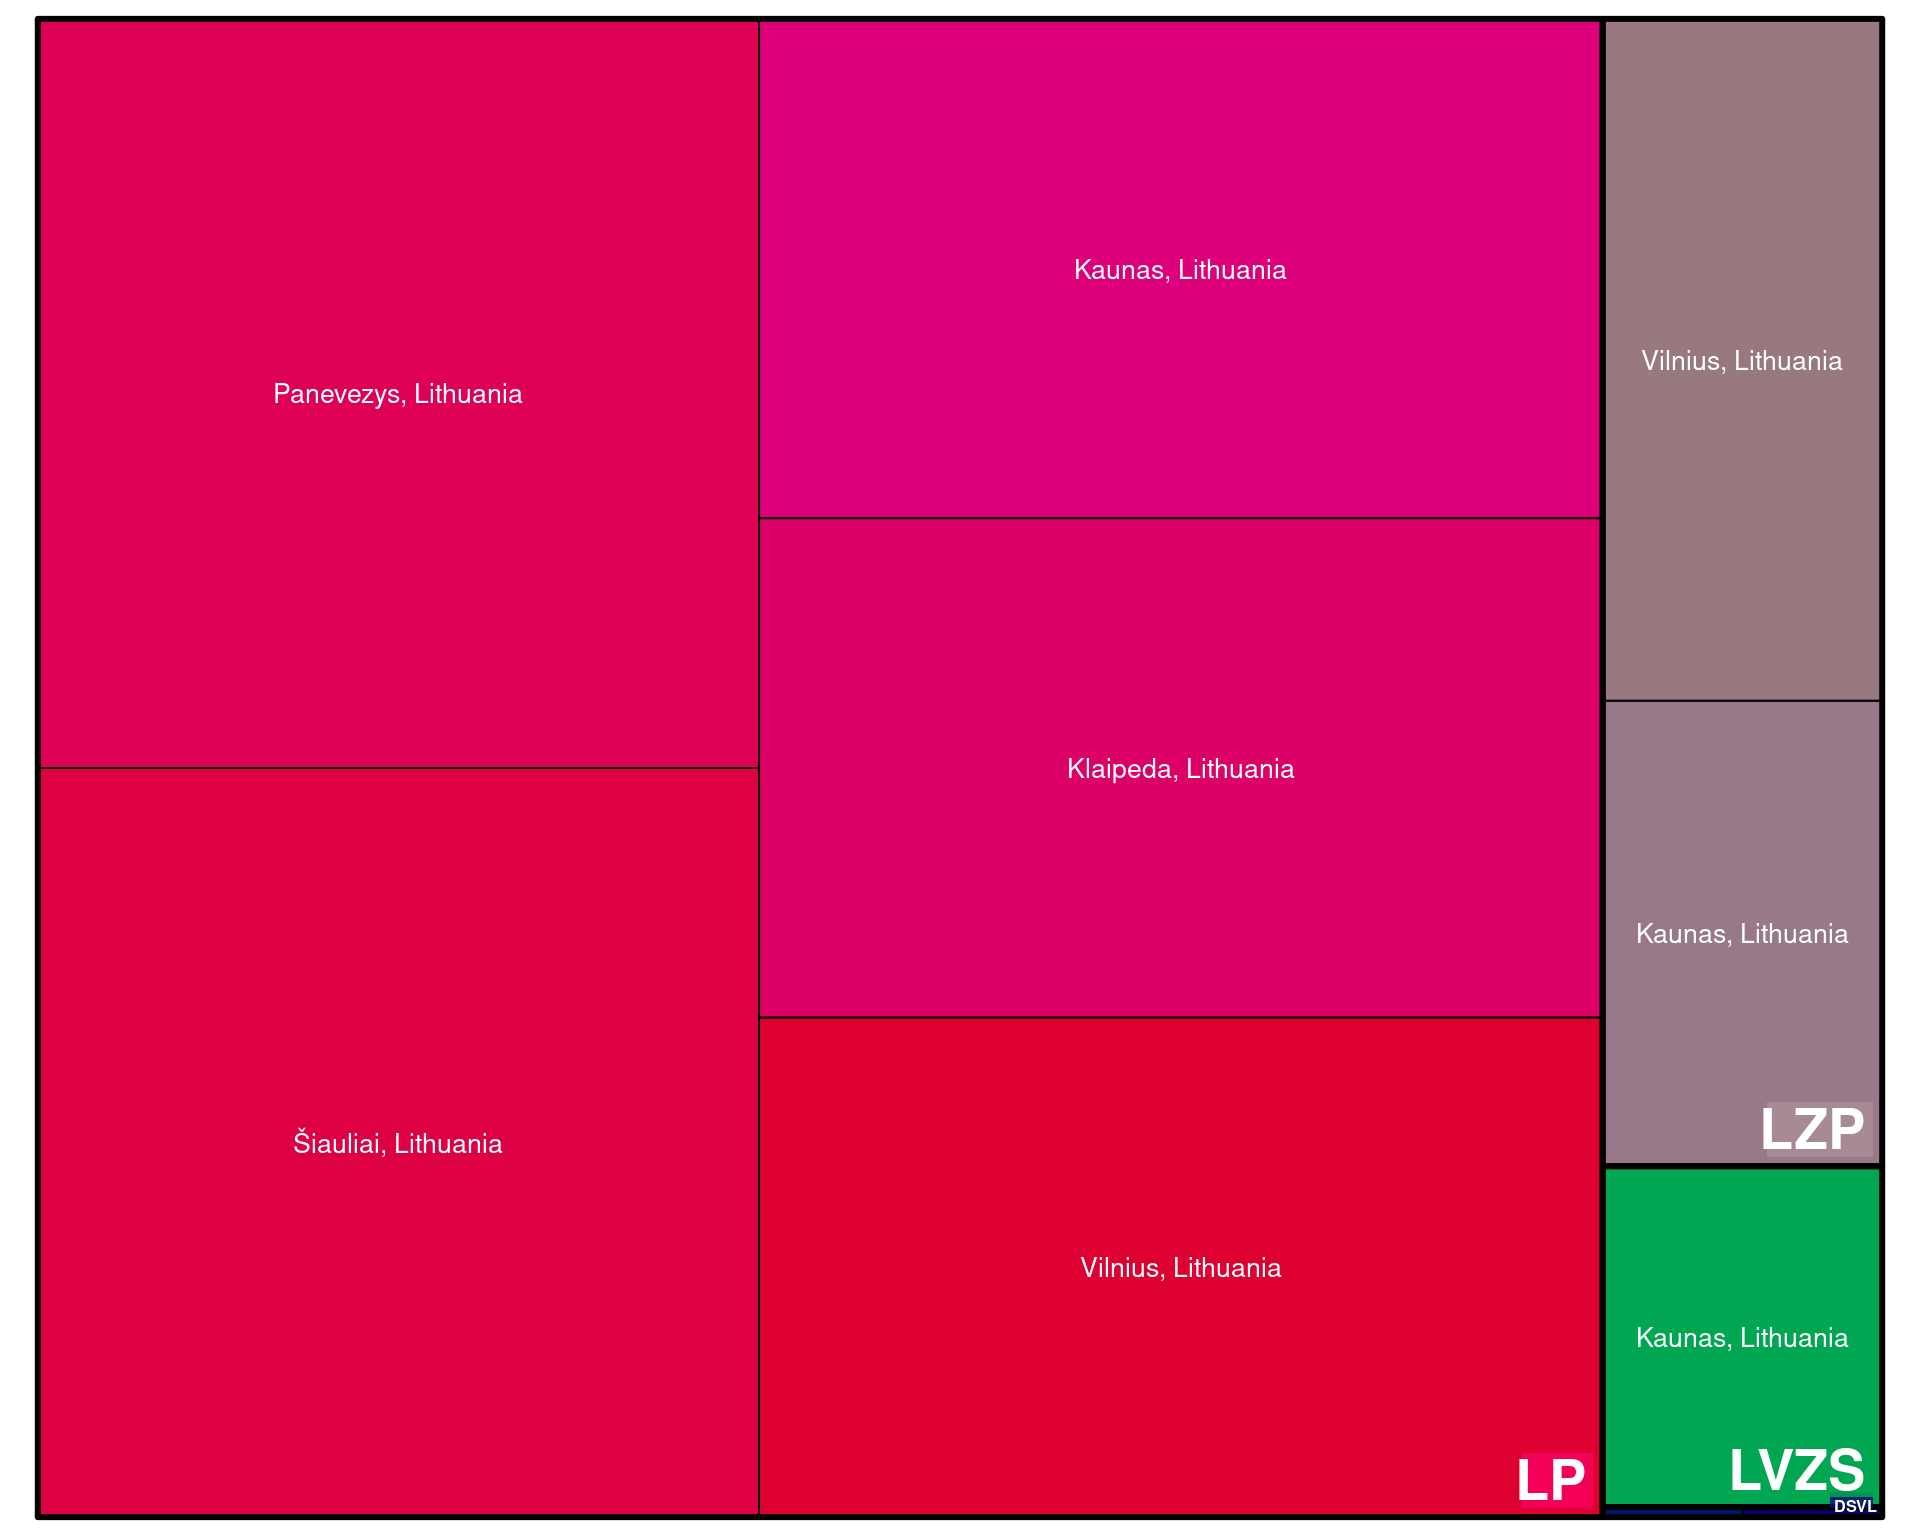 Panevezys, Lithuania
Šiauliai, Lithuania
Kaunas, Lithuania
Klaipeda, Lithuania
Vilnius, Lithuania
LP
Vilnius, Lithuania
Kaunas, Lithuania
LZP
Kaunas, Lithuania
LVZS
DSVL